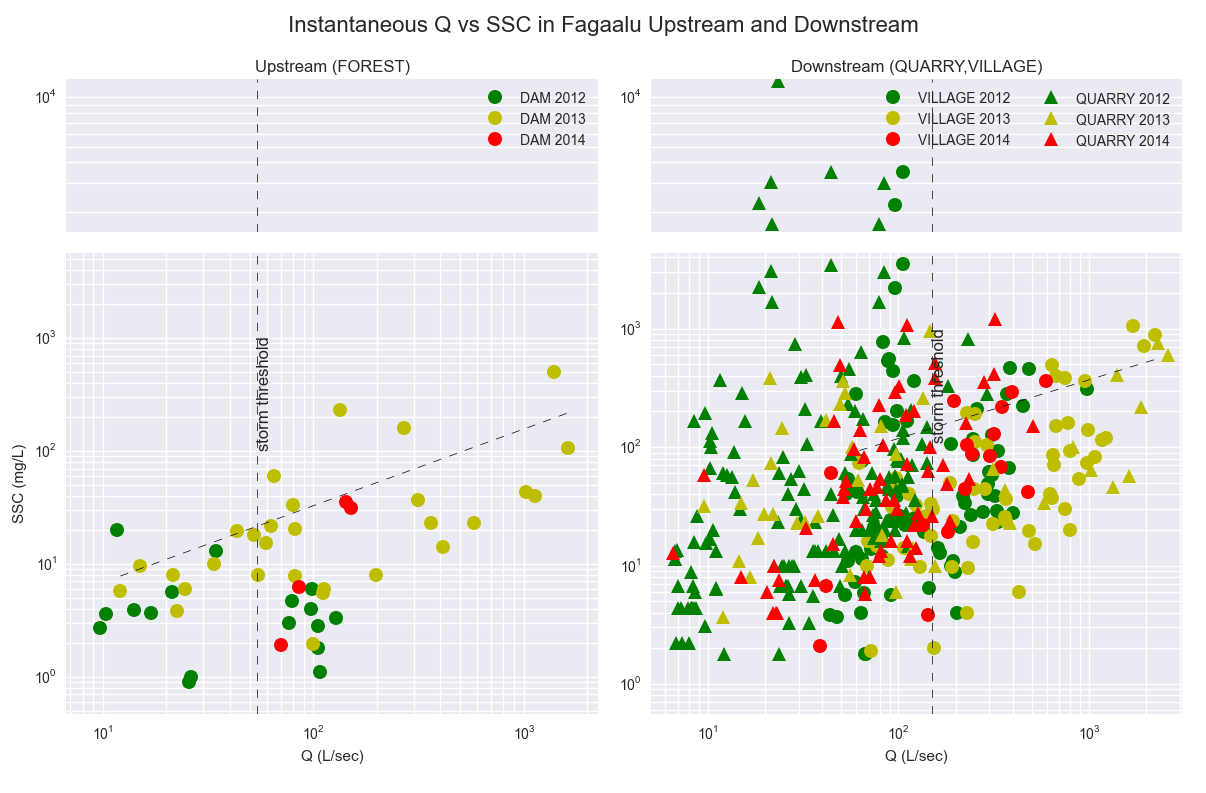 Instantaneous Q vs SSC in Fagaalu Upstream and Downstream
Upstream (FOREST)
10^4
DAM 2012
DAM 2013
DAM 2014
10^3
10^2
10^1
10^0
SSC (mg/L)
storm threshold
10^1
10^2
10^3
Q (L/sec)
Downstream (QUARRY,VILLAGE)
10^4
VILLAGE 2012
VILLAGE 2013
VILLAGE 2014
QUARRY 2012
QUARRY 2013
QUARRY 2014
10^3
10^2
10^1
10^0
storm threshold
10^1
10^2
10^3
Q (L/sec)